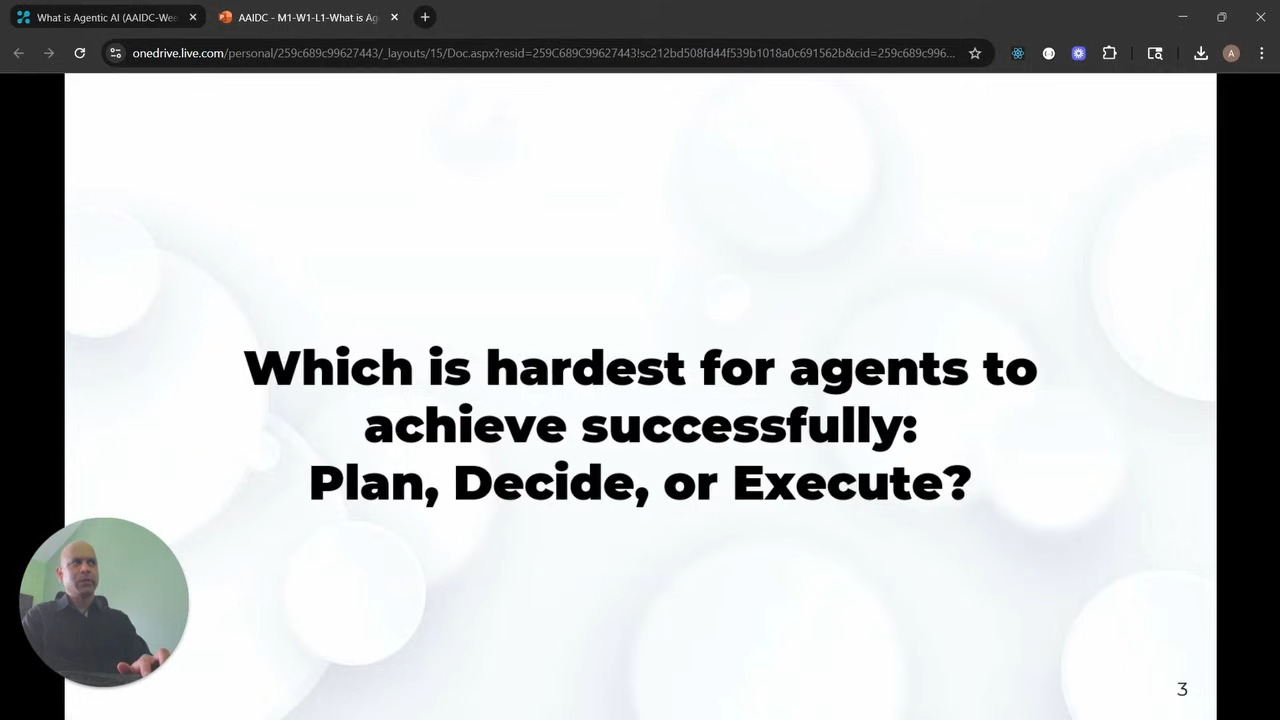 What is Agentic AI (AAIDC-Wee
AAIDC - M1-W1-L1-What is Ag
onedrive.live.com/personal/259c689c99627443/_layouts/15/Doc.aspx?resid=259C689C99627443!sc212bd508fd44f539b1018a0c691562b&cid=259c689c996...
A
Which is hardest for agents to
achieve successfully:
Plan, Decide, or Execute?
3